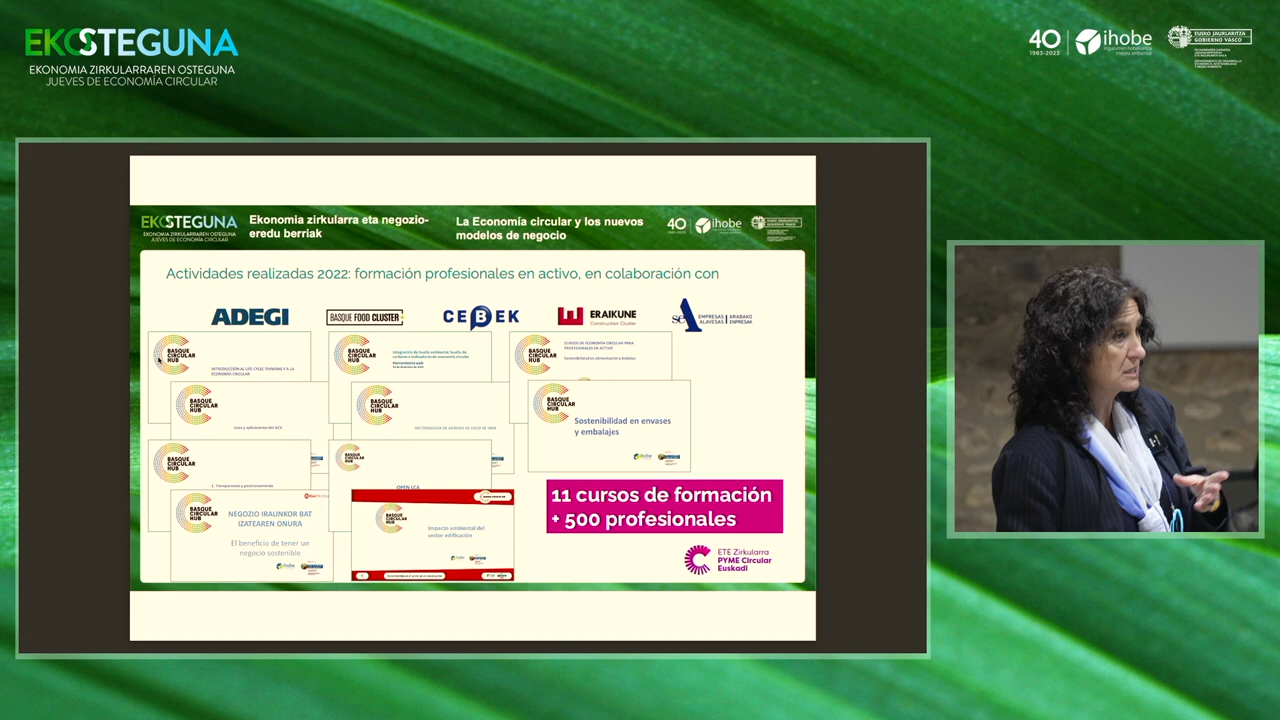 EKOSTEGUNA
EKONOMIA ZIRKULARRAREN OSTEGUNA
JUEVES DE ECONOMÍA CIRCULAR
40
1983-2023
ihobe
EUSKO JAURLARITZA
GOBIERNO VASCO
EKOSTEGUNA
EKONOMIA ZIRKULARRAREN OSTEGUNA
JUEVES DE ECONOMÍA CIRCULAR
Ekonomia zirkularra eta negozio-
eredu berriak
La Economía circular y los nuevos
modelos de negocio
40
ihobe
Actividades realizadas 2022: formación profesionales en activo, en colaboración con
ADEGI
BASQUE FOOD CLUSTER
CEBEK
ERAIKUNE
Construction Cluster
SEA
EMPRESAS ALAVESAS
ARABAKO ENPRESAK
BASQUE
CIRCULAR
HUB
INTRODUCCIÓN AL LIFE CYCLE THINKING Y A LA
ECONOMÍA CIRCULAR
BASQUE
CIRCULAR
HUB
Integración de huella ambiental, huella de
carbono e indicadores de economía circular
BASQUE
CIRCULAR
HUB
CURSOS DE ECONOMÍA CIRCULAR PARA
PROFESIONALES EN ACTIVO
Sostenibilidad en alimentación y bebidas
BASQUE
CIRCULAR
HUB
Usos y aplicaciones del ACV
BASQUE
CIRCULAR
HUB
METODOLOGÍA DE ANÁLISIS DE CICLO DE VIDA
BASQUE
CIRCULAR
HUB
Sostenibilidad en envases
y embalajes
ihobe
BASQUE
CIRCULAR
HUB
1. Transparencia y posicionamiento
BASQUE
CIRCULAR
HUB
OPEN LCA
BASQUE
CIRCULAR
HUB
NEGOZIO IRAUNKOR BAT
IZATEAREN ONURA
El beneficio de tener un
negocio sostenible
ihobe
BASQUE
CIRCULAR
HUB
Impacto ambiental del
sector edificación
11 cursos de formación
+ 500 profesionales
ETE Zirkularra
PYME Circular
Euskadi